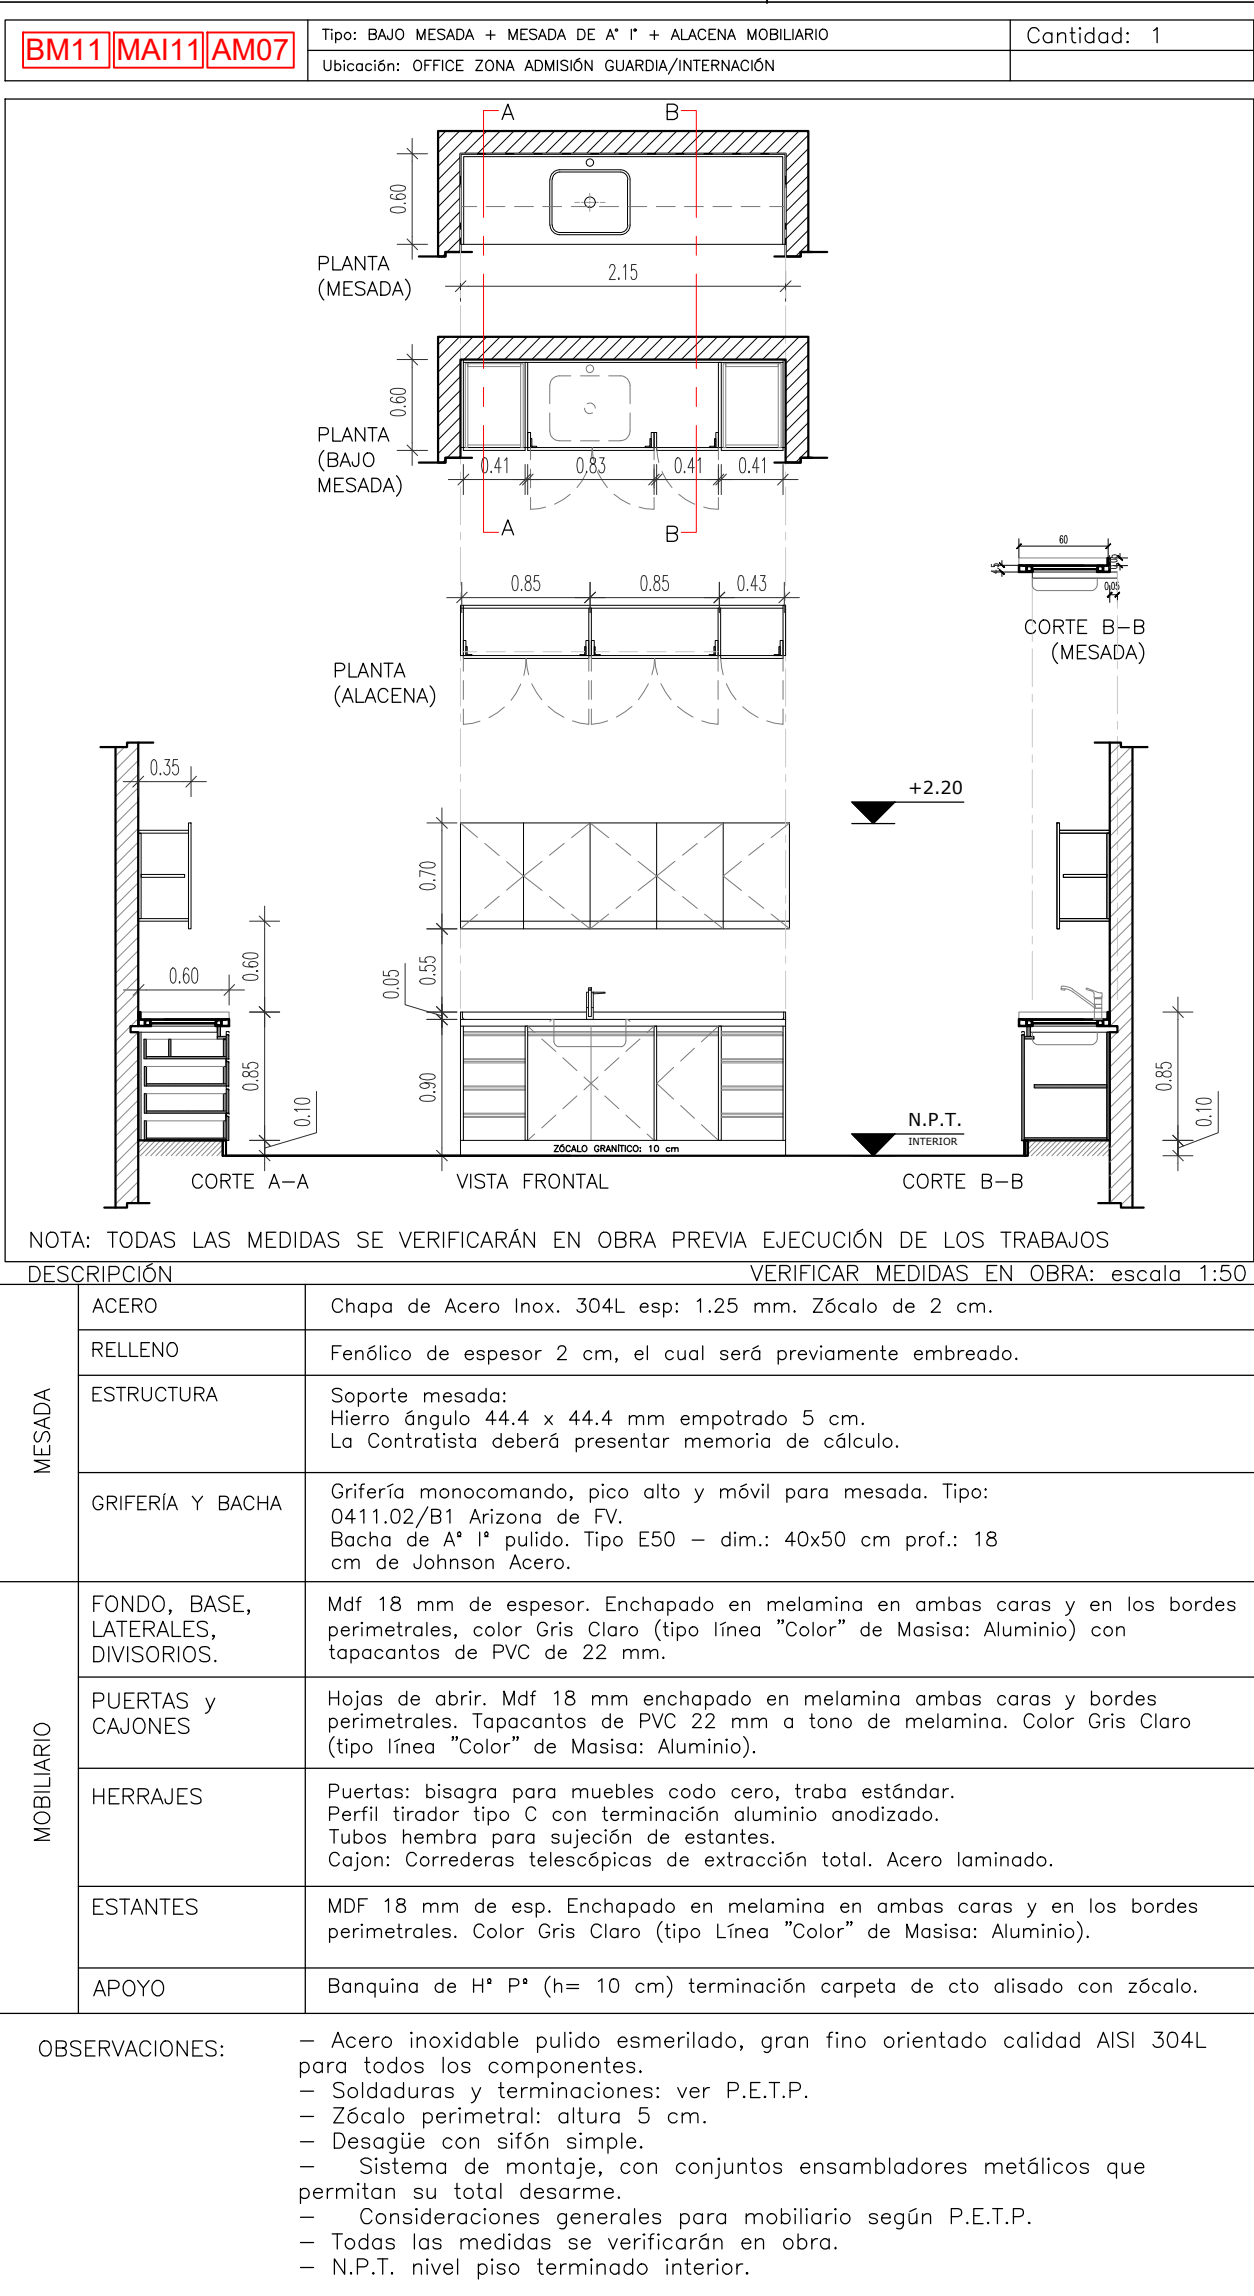 BM11 MAI11 AM07
Tipo: BAJO MESADA + MESADA DE A° I° + ALACENA MOBILIARIO
Cantidad: 1
Ubicación: OFFICE ZONA ADMISIÓN GUARDIA/INTERNACIÓN
A
B
0.60
PLANTA
(MESADA)
2.15
0.60
PLANTA
(BAJO
MESADA)
0.41
0.83
0.41
0.41
A
B
60
0.05
CORTE B-B
(MESADA)
0.85
0.85
0.43
PLANTA
(ALACENA)
0.35
+2.20
0.70
0.60
0.60
0.05
0.55
0.85
0.10
0.90
0.85
0.10
N.P.T.
INTERIOR
ZÓCALO GRANÍTICO: 10 cm
CORTE A-A
VISTA FRONTAL
CORTE B-B
NOTA: TODAS LAS MEDIDAS SE VERIFICARÁN EN OBRA PREVIA EJECUCIÓN DE LOS TRABAJOS
DESCRIPCIÓN
VERIFICAR MEDIDAS EN OBRA: escala 1:50
MESADA
ACERO
Chapa de Acero Inox. 304L esp: 1.25 mm. Zócalo de 2 cm.
RELLENO
Fenólico de espesor 2 cm, el cual será previamente embreado.
ESTRUCTURA
Soporte mesada:
Hierro ángulo 44.4 x 44.4 mm empotrado 5 cm.
La Contratista deberá presentar memoria de cálculo.
GRIFERÍA Y BACHA
Grifería monocomando, pico alto y móvil para mesada. Tipo:
0411.02/B1 Arizona de FV.
Bacha de A° I° pulido. Tipo E50 – dim.: 40x50 cm prof.: 18
cm de Johnson Acero.
MOBILIARIO
FONDO, BASE,
LATERALES,
DIVISORIOS.
Mdf 18 mm de espesor. Enchapado en melamina en ambas caras y en los bordes
perimetrales, color Gris Claro (tipo línea "Color" de Masisa: Aluminio) con
tapacantos de PVC de 22 mm.
PUERTAS y
CAJONES
Hojas de abrir. Mdf 18 mm enchapado en melamina ambas caras y bordes
perimetrales. Tapacantos de PVC 22 mm a tono de melamina. Color Gris Claro
(tipo línea "Color" de Masisa: Aluminio).
HERRAJES
Puertas: bisagra para muebles codo cero, traba estándar.
Perfil tirador tipo C con terminación aluminio anodizado.
Tubos hembra para sujeción de estantes.
Cajon: Correderas telescópicas de extracción total. Acero laminado.
ESTANTES
MDF 18 mm de esp. Enchapado en melamina en ambas caras y en los bordes
perimetrales. Color Gris Claro (tipo Línea "Color" de Masisa: Aluminio).
APOYO
Banquina de H° P° (h= 10 cm) terminación carpeta de cto alisado con zócalo.
OBSERVACIONES:
– Acero inoxidable pulido esmerilado, gran fino orientado calidad AISI 304L
para todos los componentes.
– Soldaduras y terminaciones: ver P.E.T.P.
– Zócalo perimetral: altura 5 cm.
– Desagüe con sifón simple.
– Sistema de montaje, con conjuntos ensambladores metálicos que
permitan su total desarme.
– Consideraciones generales para mobiliario según P.E.T.P.
– Todas las medidas se verificarán en obra.
– N.P.T. nivel piso terminado interior.